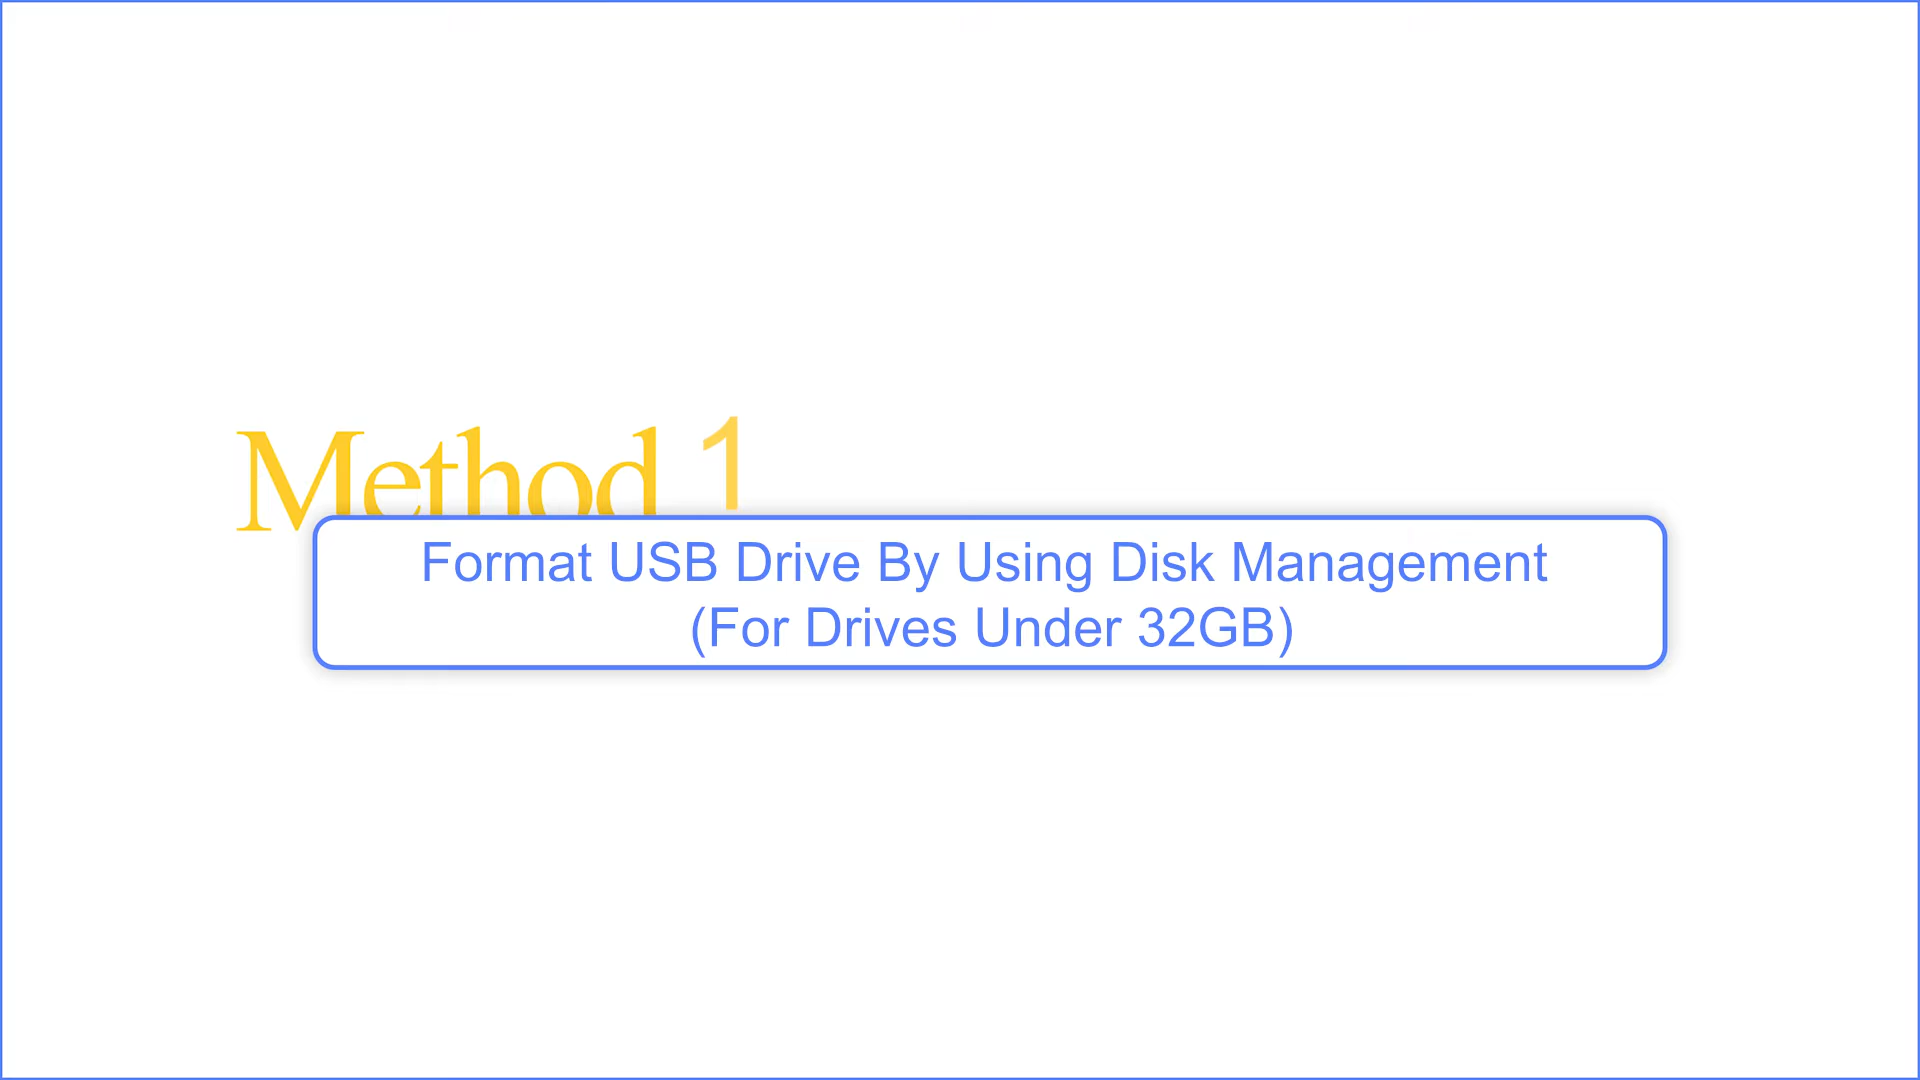 Method 1
Format USB Drive By Using Disk Management
(For Drives Under 32GB)